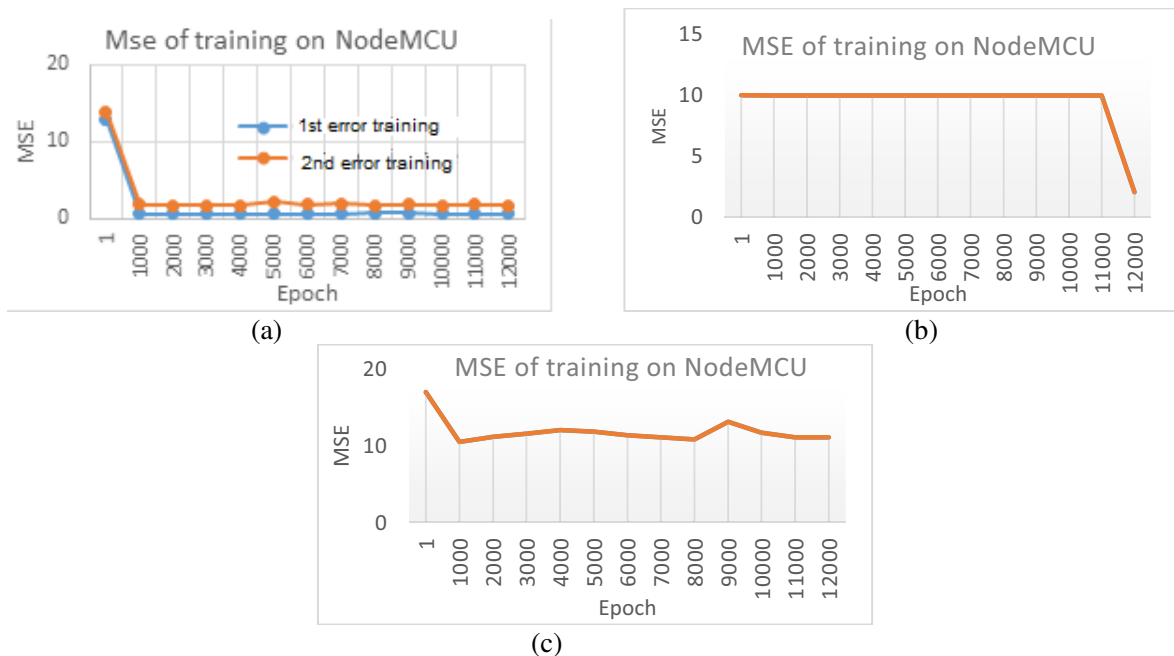 Mse of training on NodeMCU
20
10
0
MSE
1st error training
2nd error training
1 1000 2000 3000 4000 5000 6000 7000 8000 9000 10000 11000 12000
Epoch
(a)
MSE of training on NodeMCU
15
10
5
0
MSE
1 1000 2000 3000 4000 5000 6000 7000 8000 9000 10000 11000 12000
Epoch
(b)
MSE of training on NodeMCU
20
10
0
MSE
1 1000 2000 3000 4000 5000 6000 7000 8000 9000 10000 11000 12000
Epoch
(c)